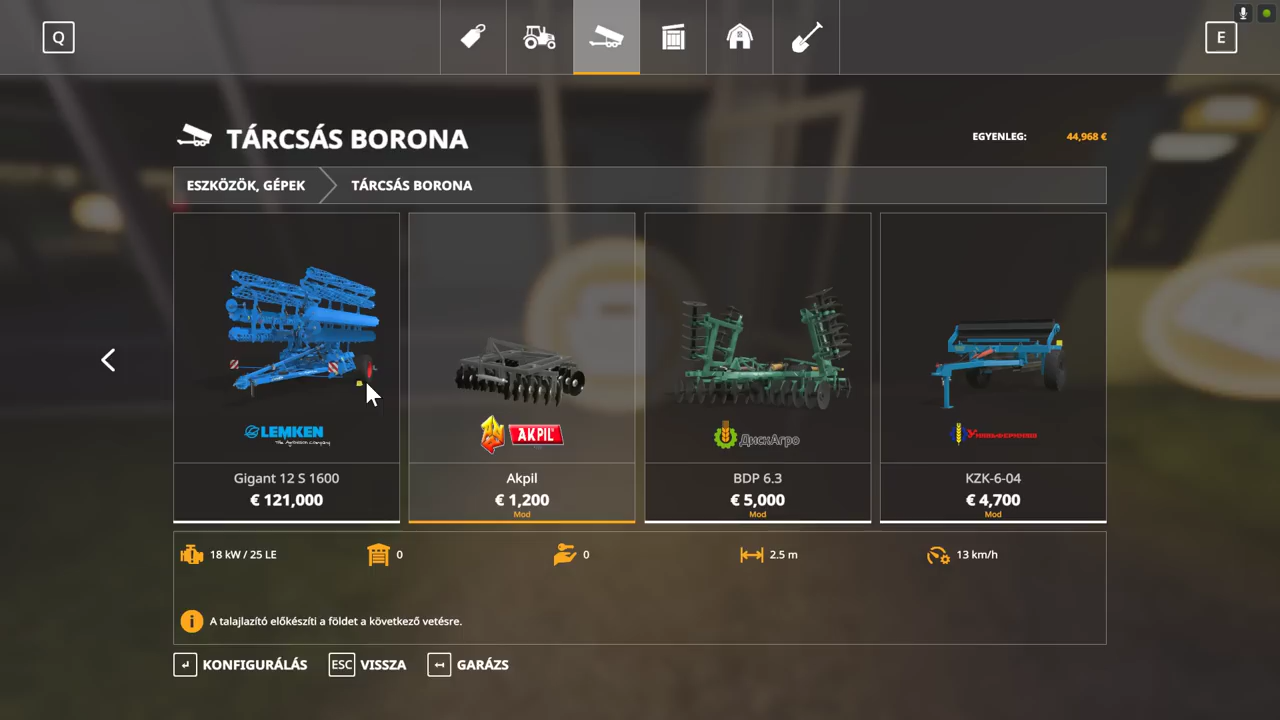 Q
E
TÁRCSÁS BORONA
EGYENLEG: 44,968 €
ESZKÖZÖK, GÉPEK TÁRCSÁS BORONA
LEMKEN
The Agrovision Company
Gigant 12 S 1600
€ 121,000
AKPIL
Akpil
€ 1,200
Mod
ДискАгро
BDP 6.3
€ 5,000
Mod
KZK-6-04
€ 4,700
Mod
18 kW / 25 LE 0 0 2.5 m 13 km/h
A talajlazító előkészíti a földet a következő vetésre.
KONFIGURÁLÁS ESC VISSZA GARÁZS